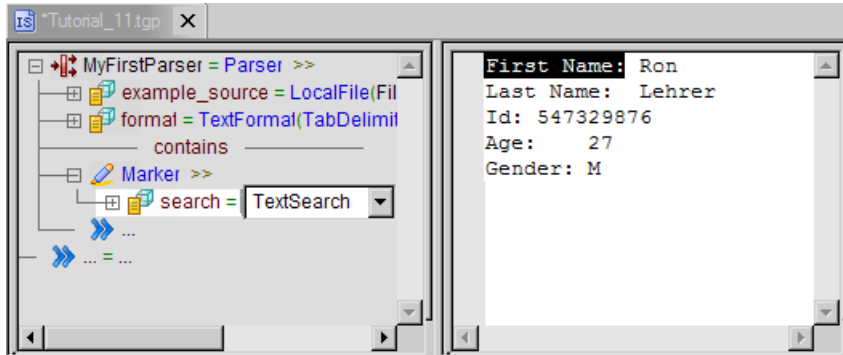 IS *Tutorial_11.tgp X
MyFirstParser = Parser >>
example_source = LocalFile(Fil
format = TextFormat(TabDelimit
contains
Marker >>
search = TextSearch
...
... = ...
First Name: Ron
Last Name: Lehrer
Id: 547329876
Age: 27
Gender: M